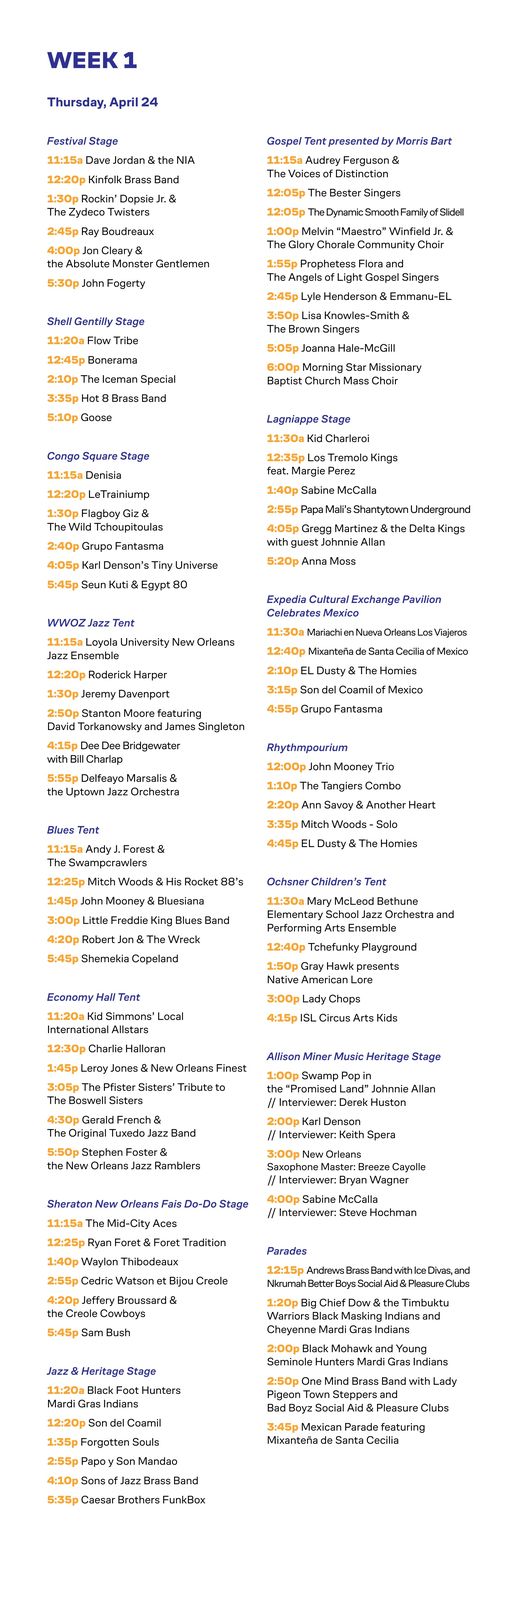 WEEK 1
Thursday, April 24
Festival Stage
11:15a Dave Jordan & the NIA
12:20p Kinfolk Brass Band
1:30p Rockin' Dopsie Jr. &
The Zydeco Twisters
2:45p Ray Boudreaux
4:00p Jon Cleary &
the Absolute Monster Gentlemen
5:30p John Fogerty
Shell Gentilly Stage
11:20a Flow Tribe
12:45p Bonerama
2:10p The Iceman Special
3:35p Hot 8 Brass Band
5:10p Goose
Congo Square Stage
11:15a Denisia
12:20p LeTrainiump
1:30p Flagboy Giz &
The Wild Tchoupitoulas
2:40p Grupo Fantasma
4:05p Karl Denson's Tiny Universe
5:45p Seun Kuti & Egypt 80
WWOZ Jazz Tent
11:15a Loyola University New Orleans
Jazz Ensemble
12:20p Roderick Harper
1:30p Jeremy Davenport
2:50p Stanton Moore featuring
David Torkanowsky and James Singleton
4:15p Dee Dee Bridgewater
with Bill Charlap
5:55p Delfeayo Marsalis &
the Uptown Jazz Orchestra
Blues Tent
11:15a Andy J. Forest &
The Swampcrawlers
12:25p Mitch Woods & His Rocket 88's
1:45p John Mooney & Bluesiana
3:00p Little Freddie King Blues Band
4:20p Robert Jon & The Wreck
5:45p Shemekia Copeland
Economy Hall Tent
11:20a Kid Simmons' Local
International Allstars
12:30p Charlie Halloran
1:45p Leroy Jones & New Orleans Finest
3:05p The Pfister Sisters' Tribute to
The Boswell Sisters
4:30p Gerald French &
The Original Tuxedo Jazz Band
5:50p Stephen Foster &
the New Orleans Jazz Ramblers
Sheraton New Orleans Fais Do-Do Stage
11:15a The Mid-City Aces
12:25p Ryan Foret & Foret Tradition
1:40p Waylon Thibodeaux
2:55p Cedric Watson et Bijou Creole
4:20p Jeffery Broussard &
the Creole Cowboys
5:45p Sam Bush
Jazz & Heritage Stage
11:20a Black Foot Hunters
Mardi Gras Indians
12:20p Son del Coamil
1:35p Forgotten Souls
2:55p Papo y Son Mandao
4:10p Sons of Jazz Brass Band
5:35p Caesar Brothers FunkBox
Gospel Tent presented by Morris Bart
11:15a Audrey Ferguson &
The Voices of Distinction
12:05p The Bester Singers
12:05p The Dynamic Smooth Family of Slidell
1:00p Melvin "Maestro" Winfield Jr. &
The Glory Chorale Community Choir
1:55p Prophetess Flora and
The Angels of Light Gospel Singers
2:45p Lyle Henderson & Emmanu-EL
3:50p Lisa Knowles-Smith &
The Brown Singers
5:05p Joanna Hale-McGill
6:00p Morning Star Missionary
Baptist Church Mass Choir
Lagniappe Stage
11:30a Kid Charleroi
12:35p Los Tremolo Kings
feat. Margie Perez
1:40p Sabine McCalla
2:55p Papa Mali's Shantytown Underground
4:05p Gregg Martinez & the Delta Kings
with guest Johnnie Allan
5:20p Anna Moss
Expedia Cultural Exchange Pavilion
Celebrates Mexico
11:30a Mariachi en Nueva Orleans Los Viajeros
12:40p Mixanteña de Santa Cecilia of Mexico
2:10p EL Dusty & The Homies
3:15p Son del Coamil of Mexico
4:55p Grupo Fantasma
Rhythmpourium
12:00p John Mooney Trio
1:10p The Tangiers Combo
2:20p Ann Savoy & Another Heart
3:35p Mitch Woods - Solo
4:45p EL Dusty & The Homies
Ochsner Children's Tent
11:30a Mary McLeod Bethune
Elementary School Jazz Orchestra and
Performing Arts Ensemble
12:40p Tchefunky Playground
1:50p Gray Hawk presents
Native American Lore
3:00p Lady Chops
4:15p ISL Circus Arts Kids
Allison Miner Music Heritage Stage
1:00p Swamp Pop in
the "Promised Land" Johnnie Allan
// Interviewer: Derek Huston
2:00p Karl Denson
// Interviewer: Keith Spera
3:00p New Orleans
Saxophone Master: Breeze Cayolle
// Interviewer: Bryan Wagner
4:00p Sabine McCalla
// Interviewer: Steve Hochman
Parades
12:15p Andrews Brass Band with Ice Divas, and
Nkrumah Better Boys Social Aid & Pleasure Clubs
1:20p Big Chief Dow & the Timbuktu
Warriors Black Masking Indians and
Cheyenne Mardi Gras Indians
2:00p Black Mohawk and Young
Seminole Hunters Mardi Gras Indians
2:50p One Mind Brass Band with Lady
Pigeon Town Steppers and
Bad Boyz Social Aid & Pleasure Clubs
3:45p Mexican Parade featuring
Mixanteña de Santa Cecilia